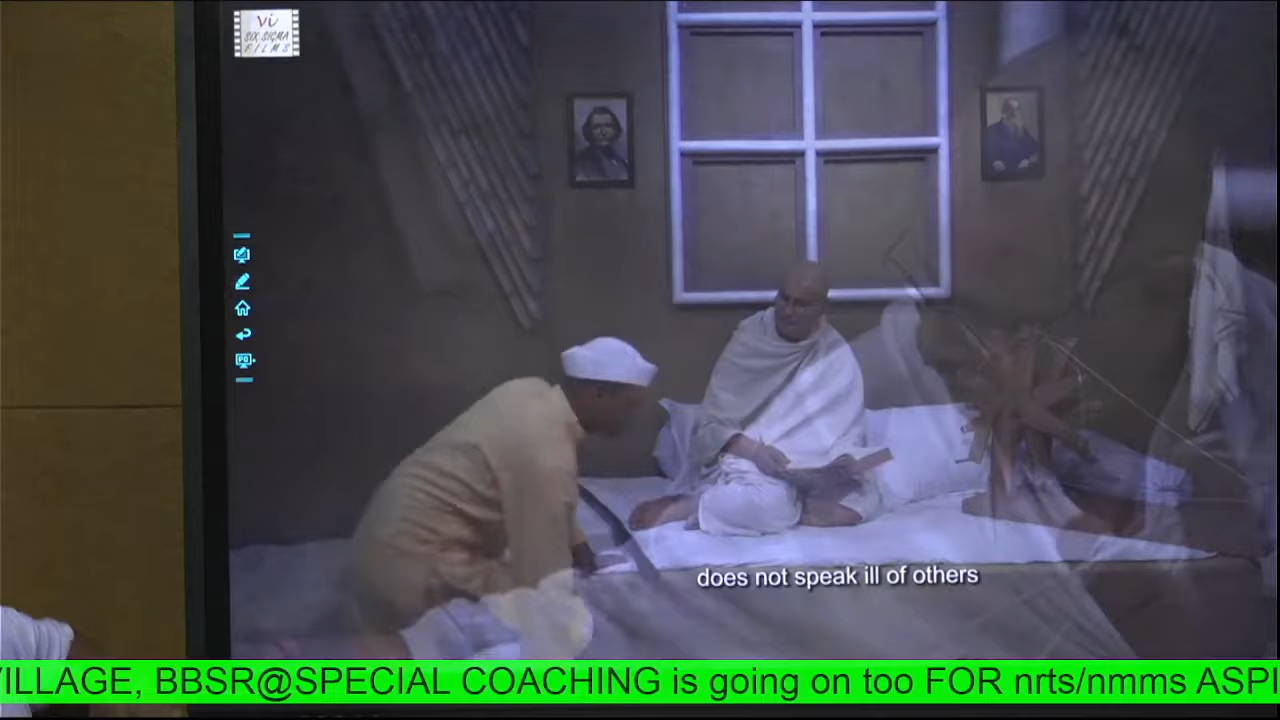 vi
SIX SIGMA
FILMS
PQ
does not speak ill of others
VILLAGE, BBSR@SPECIAL COACHING is going on too FOR nrts/nmms ASPI